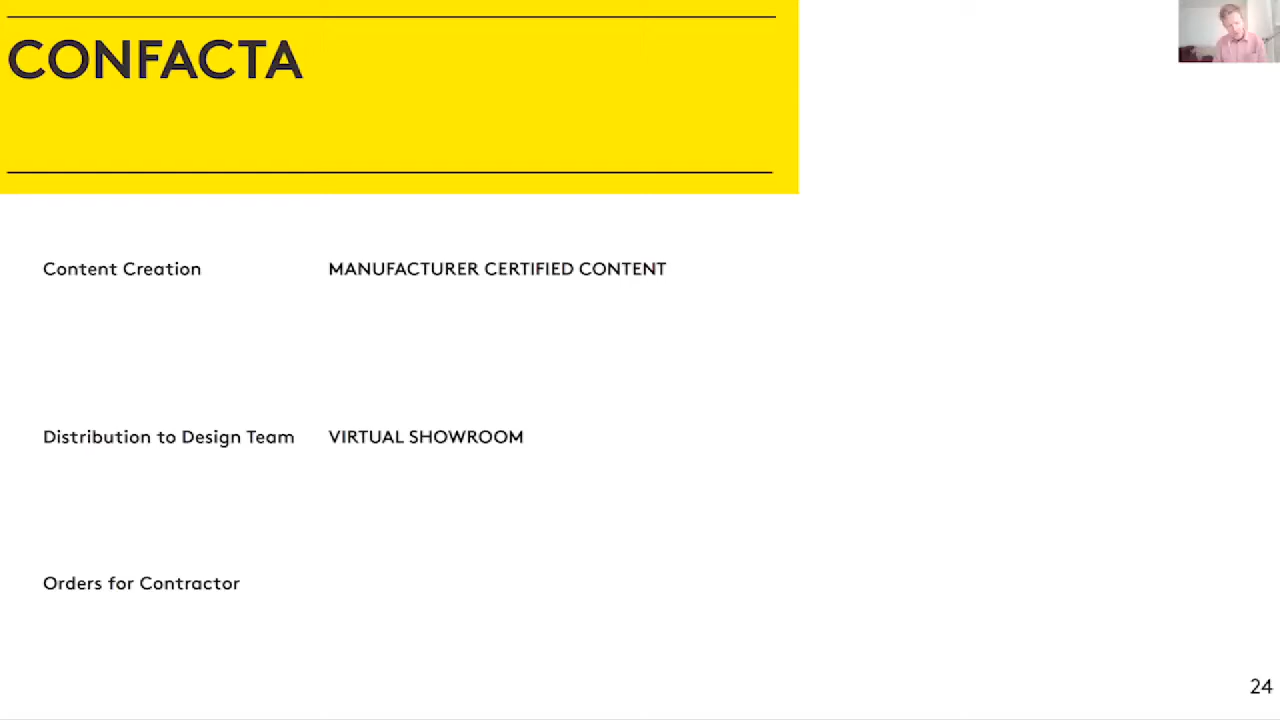 CONFACTA
Content Creation MANUFACTURER CERTIFIED CONTENT
Distribution to Design Team VIRTUAL SHOWROOM
Orders for Contractor
24